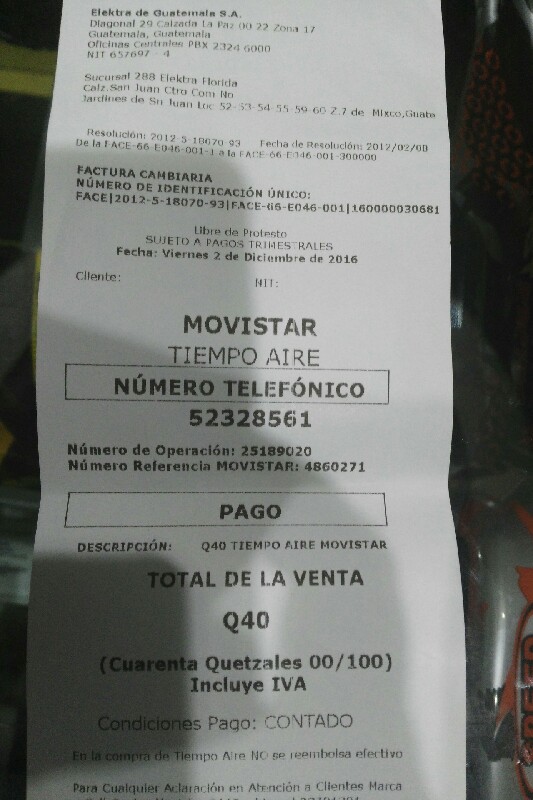 Elektra de Guatemala S.A.
Diagonal 29 Calzada La Paz 00 22 Zona 17
Guatemala, Guatemala
Oficinas Centrales PBX 2324 6000
NIT 657697 - 4
Sucursal 288 Elektra Florida
Calz.San Juan Ctro Com No
Jardines de Sn Juan Loc 52-53-54-55-59-60 Z.7 de Mixco,Guate
Resolución: 2012-5-18070-93 Fecha de Resolución: 2012/02/00
De la FACE-66-E046-001-1 a la FACE-66-E046-001-300000
FACTURA CAMBIARIA
NÚMERO DE IDENTIFICACIÓN ÚNICO:
FACE|2012-5-18070-93|FACE-66-E046-001|160000030681
Libre de Protesto
SUJETO A PAGOS TRIMESTRALES
Fecha: Viernes 2 de Diciembre de 2016
Cliente: NIT:
MOVISTAR
TIEMPO AIRE
NÚMERO TELEFÓNICO
52328561
Número de Operación: 25189020
Número Referencia MOVISTAR: 4860271
PAGO
DESCRIPCIÓN: Q40 TIEMPO AIRE MOVISTAR
TOTAL DE LA VENTA
Q40
(Cuarenta Quetzales 00/100)
Incluye IVA
Condiciones Pago: CONTADO
En la compra de Tiempo Aire NO se reembolsa efectivo
Para Cualquier Aclaración en Atención a Clientes Marca